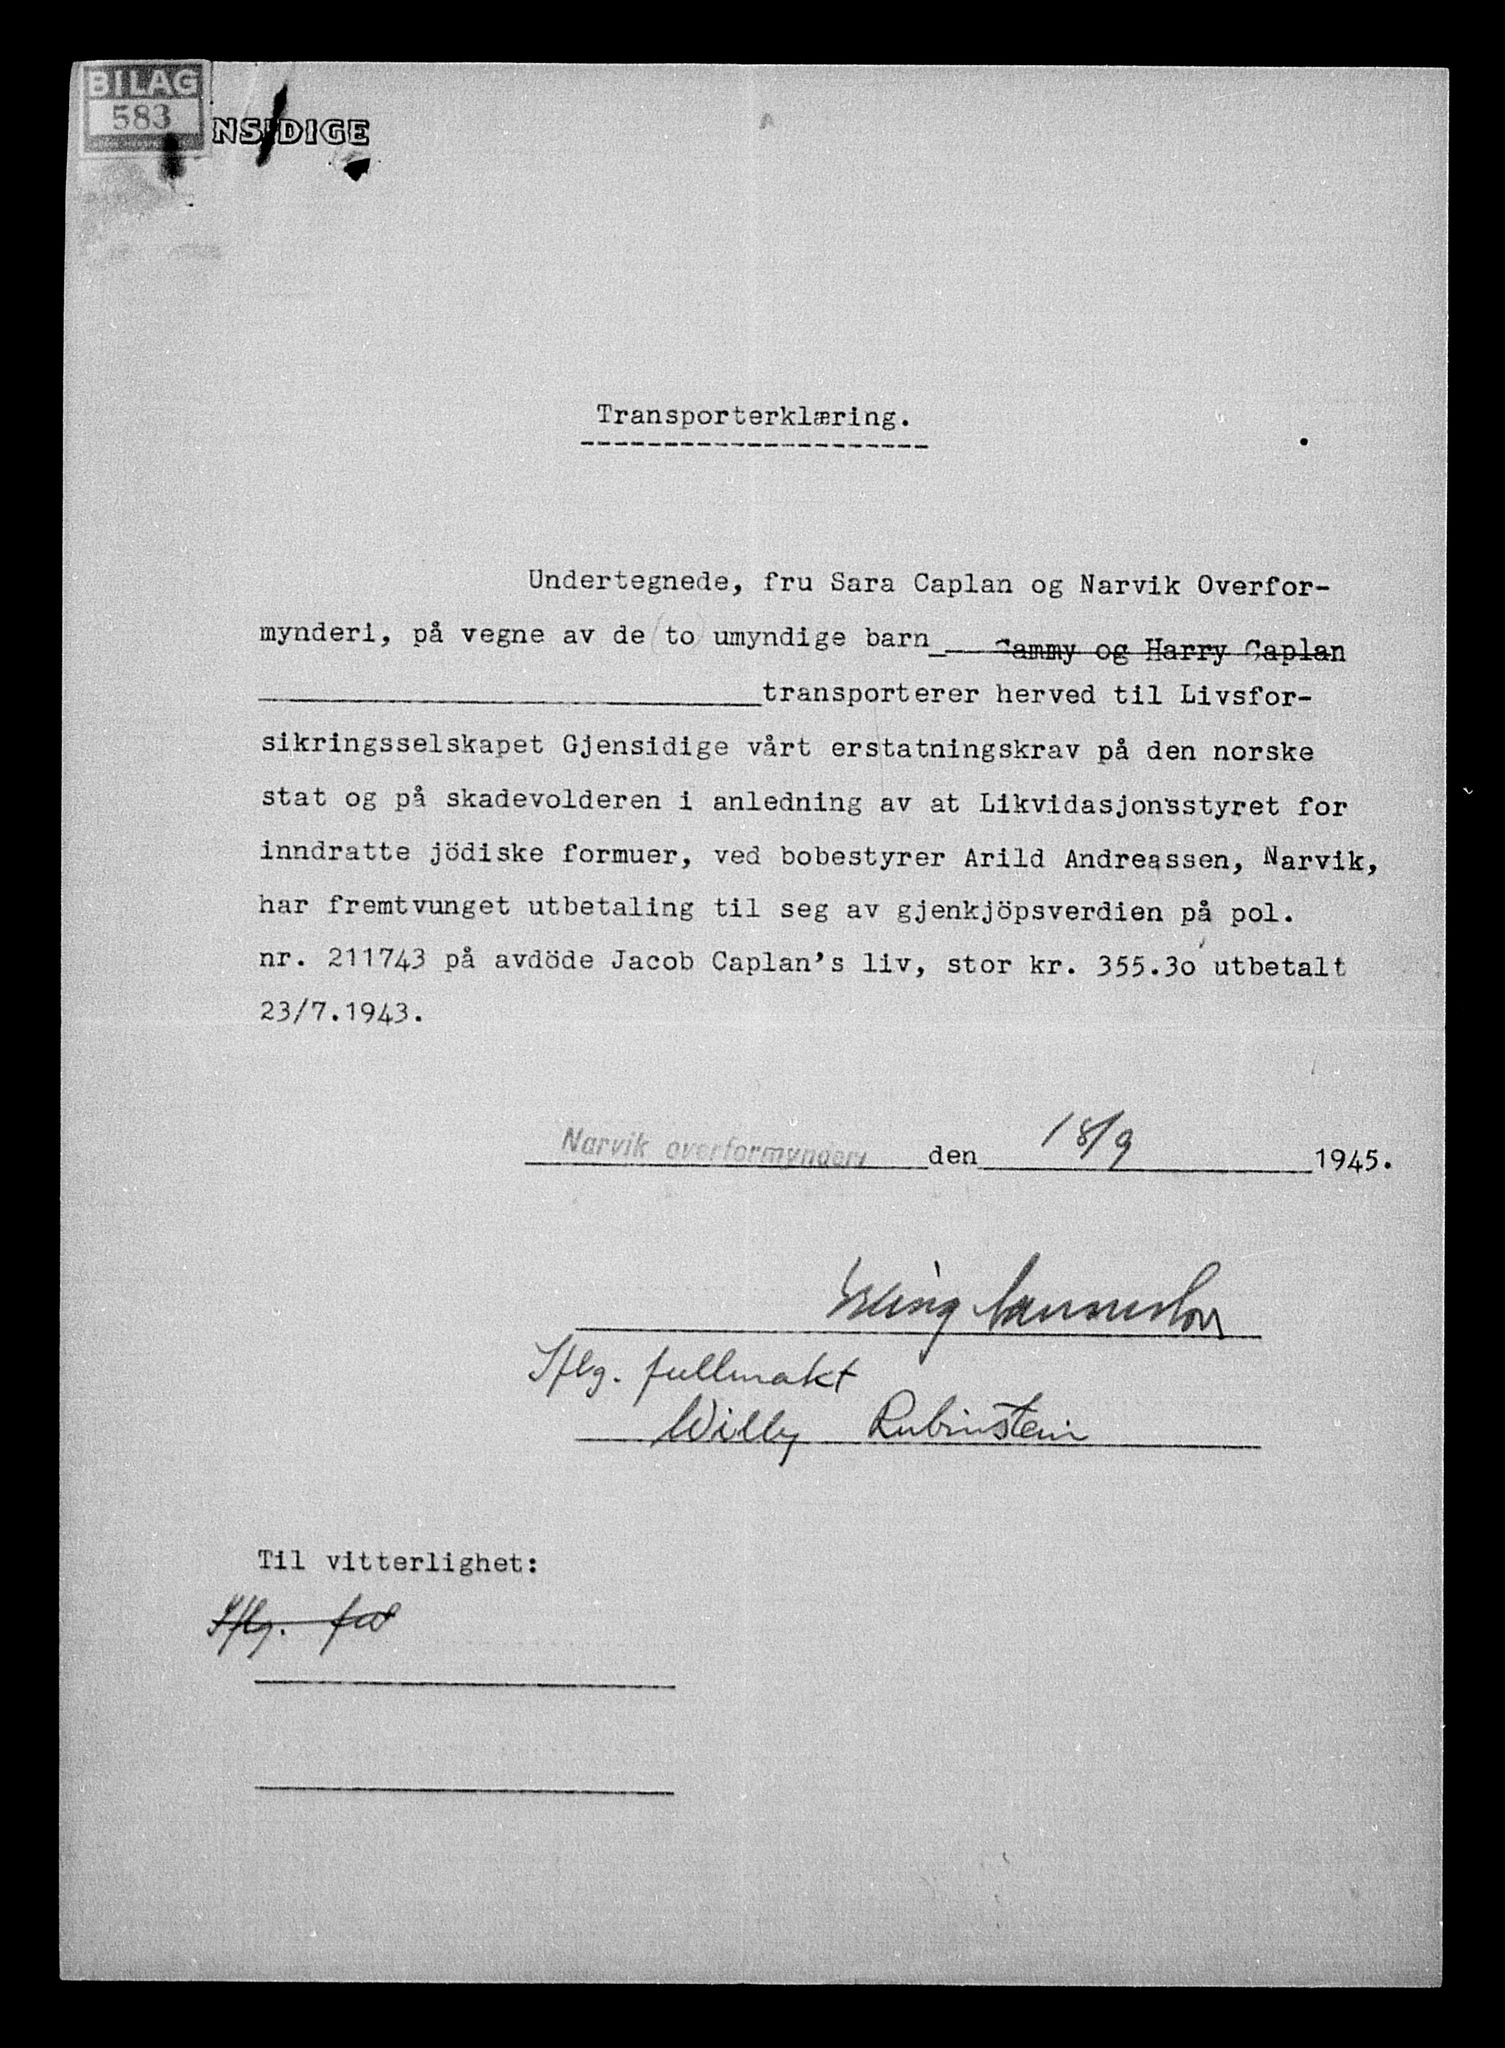 BILAG
583
NSIDIGE
Transporterklæring.
Undertegnede, fru Sara Caplan og Narvik Overfor-
mynderi, på vegne av de (to) umyndige barn Sammy og Harry Caplan
transporterer herved til Livsfor-
sikringsselskapet Gjensidige vårt erstatningskrav på den norske
stat og på skadevolderen i anledning av at Likvidasjonsstyret for
inndratte jödiske formuer, ved bobestyrer Arild Andreassen, Narvik,
har fremtvunget utbetaling til seg av gjenkjöpsverdien på pol.
nr. 211743 på avdöde Jacob Caplan's liv, stor kr. 355.3o utbetalt
23/7.1943.
Narvik overformynderi den 18/9 1945.
Iflg. fullmakt
Willy Rubinstein
Til vitterlighet:
Iflg. ful